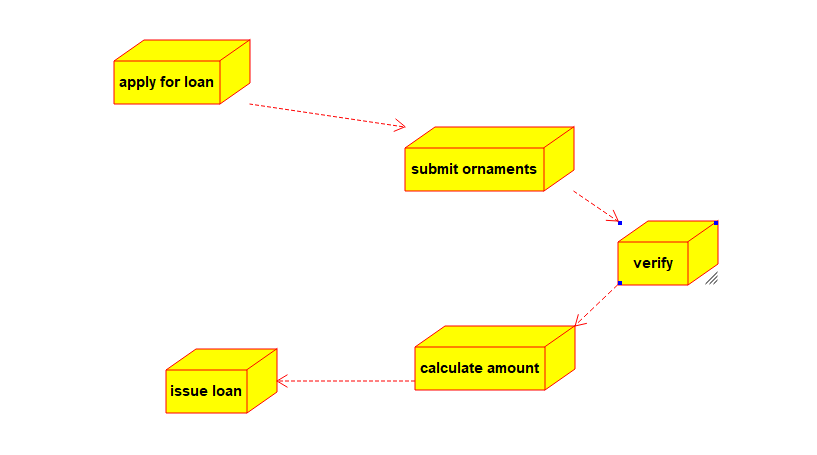 apply for loan
submit ornaments
verify
calculate amount
issue loan